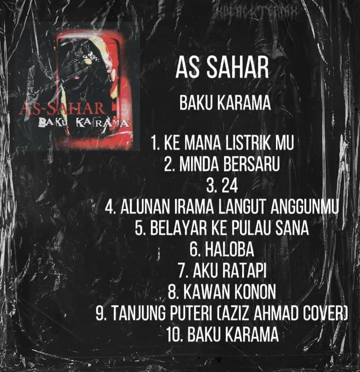 AS-SAHAR
BAKU KARAMA
AS SAHAR
BAKU KARAMA
1. KE MANA LISTRIK MU
2. MINDA BERSARU
3. 24
4. ALUNAN IRAMA LANGUT ANGGUNMU
5. BELAYAR KE PULAU SANA
6. HALOBA
7. AKU RATAPI
8. KAWAN KONON
9. TANJUNG PUTERI (AZIZ AHMAD COVER)
10. BAKU KARAMA